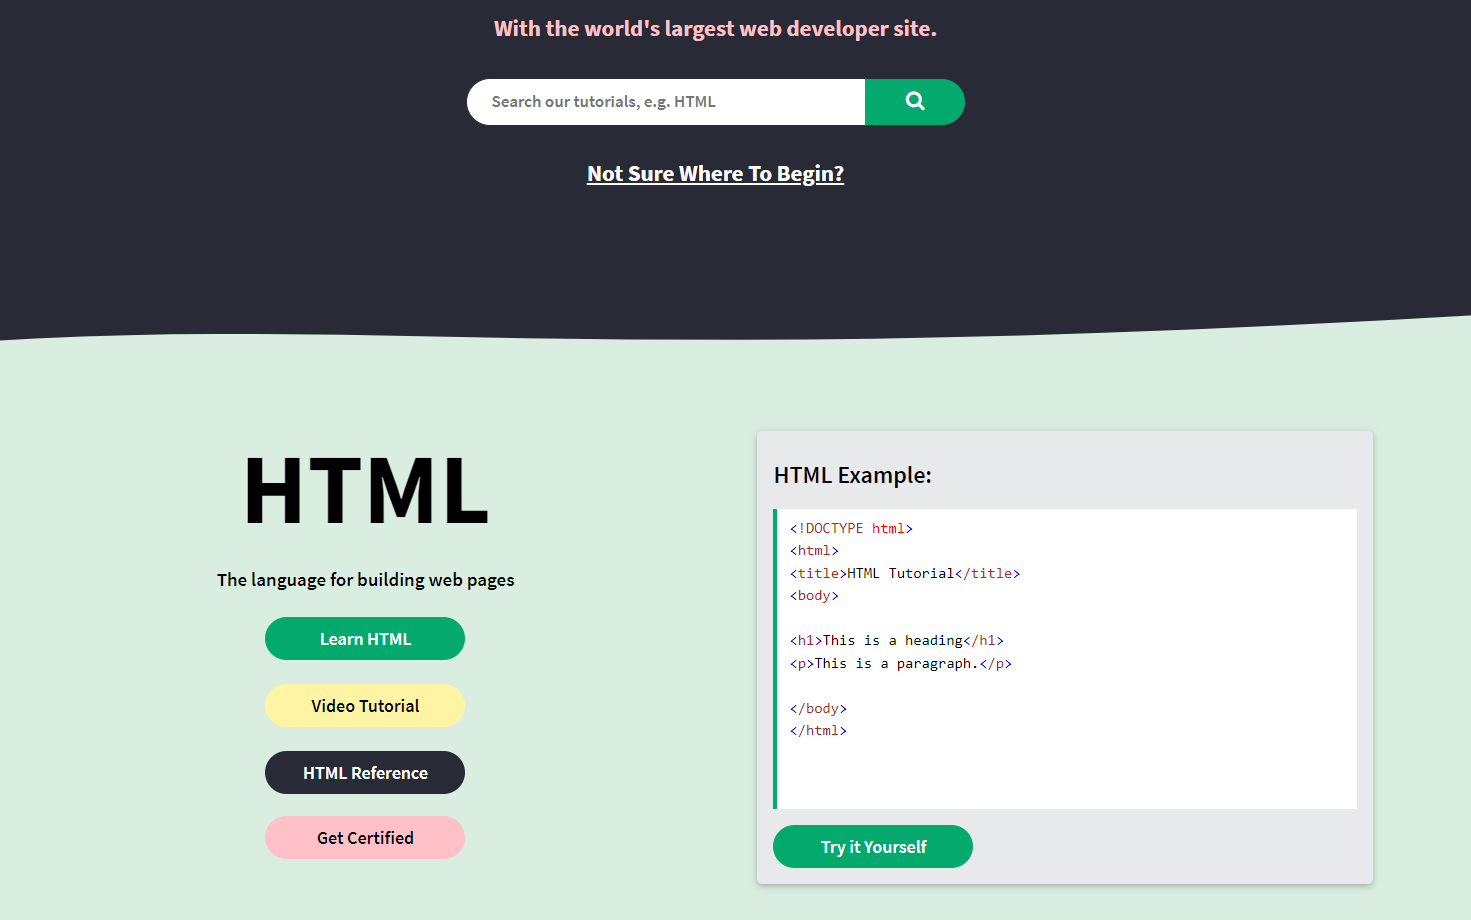 With the world's largest web developer site.
Search our tutorials, e.g. HTML
Not Sure Where To Begin?
HTML
The language for building web pages
Learn HTML
Video Tutorial
HTML Reference
Get Certified
HTML Example:
<!DOCTYPE html>
<html>
<title>HTML Tutorial</title>
<body>
<h1>This is a heading</h1>
<p>This is a paragraph.</p>
</body>
</html>
Try it Yourself